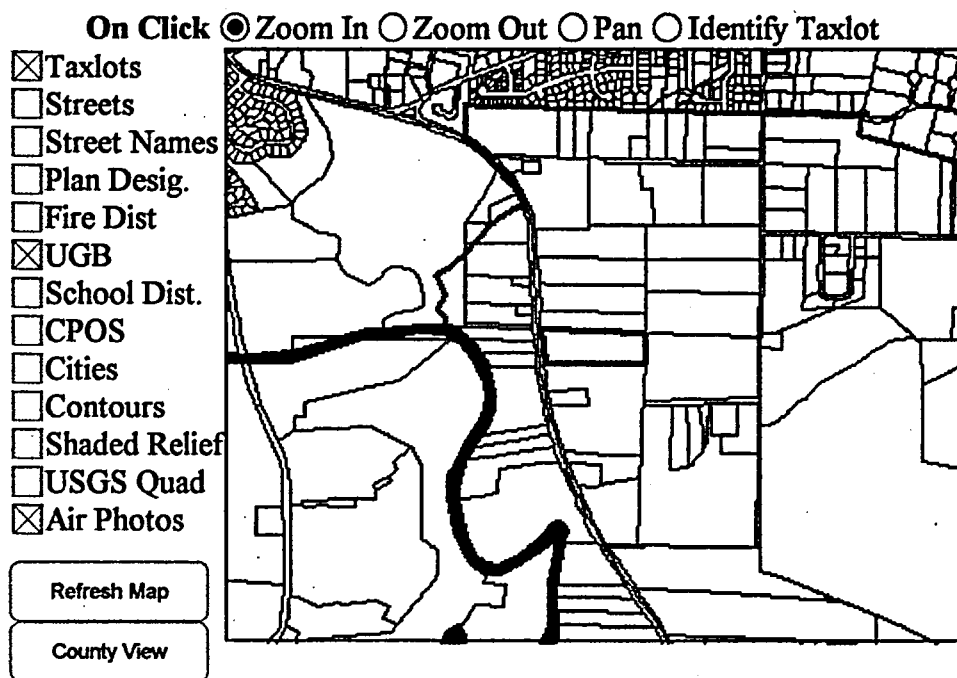 On Click Zoom In Zoom Out Pan Identify Taxlot
Taxlots
Streets
Street Names
Plan Desig.
Fire Dist
UGB
School Dist.
CPOS
Cities
Contours
Shaded Relief
USGS Quad
Air Photos
Refresh Map
County View